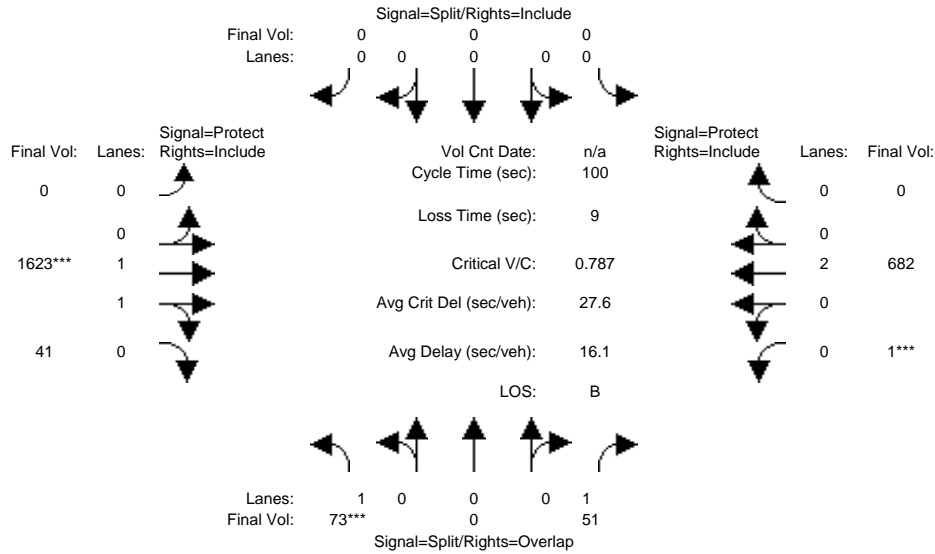 Signal=Split/Rights=Include
Final Vol: 0 0 0
Lanes: 0 0 0 0 0
Signal=Protect Signal=Protect
Final Vol: Lanes: Rights=Include Vol Cnt Date: n/a Rights=Include Lanes: Final Vol:
Cycle Time (sec): 100
0 0 0 0
Loss Time (sec): 9
0 0
1623*** 1 Critical V/C: 0.787 2 682
1 Avg Crit Del (sec/veh): 27.6 0
41 0 Avg Delay (sec/veh): 16.1 0 1***
LOS: B
Lanes: 1 0 0 0 1
Final Vol: 73*** 0 51
Signal=Split/Rights=Overlap